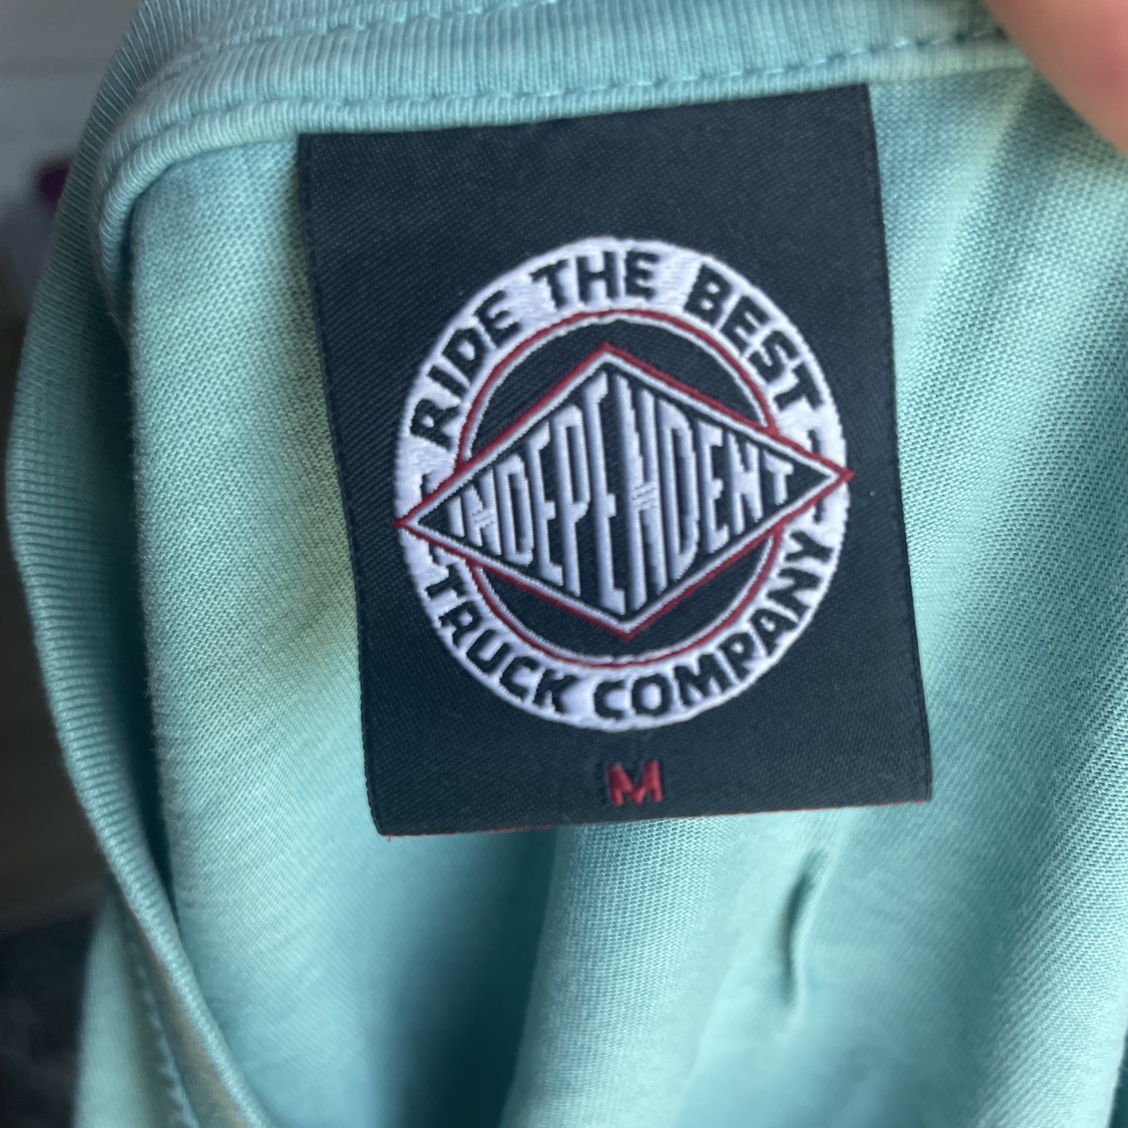 RIDE THE BEST
INDEPENDENT
TRUCK COMPANY
M